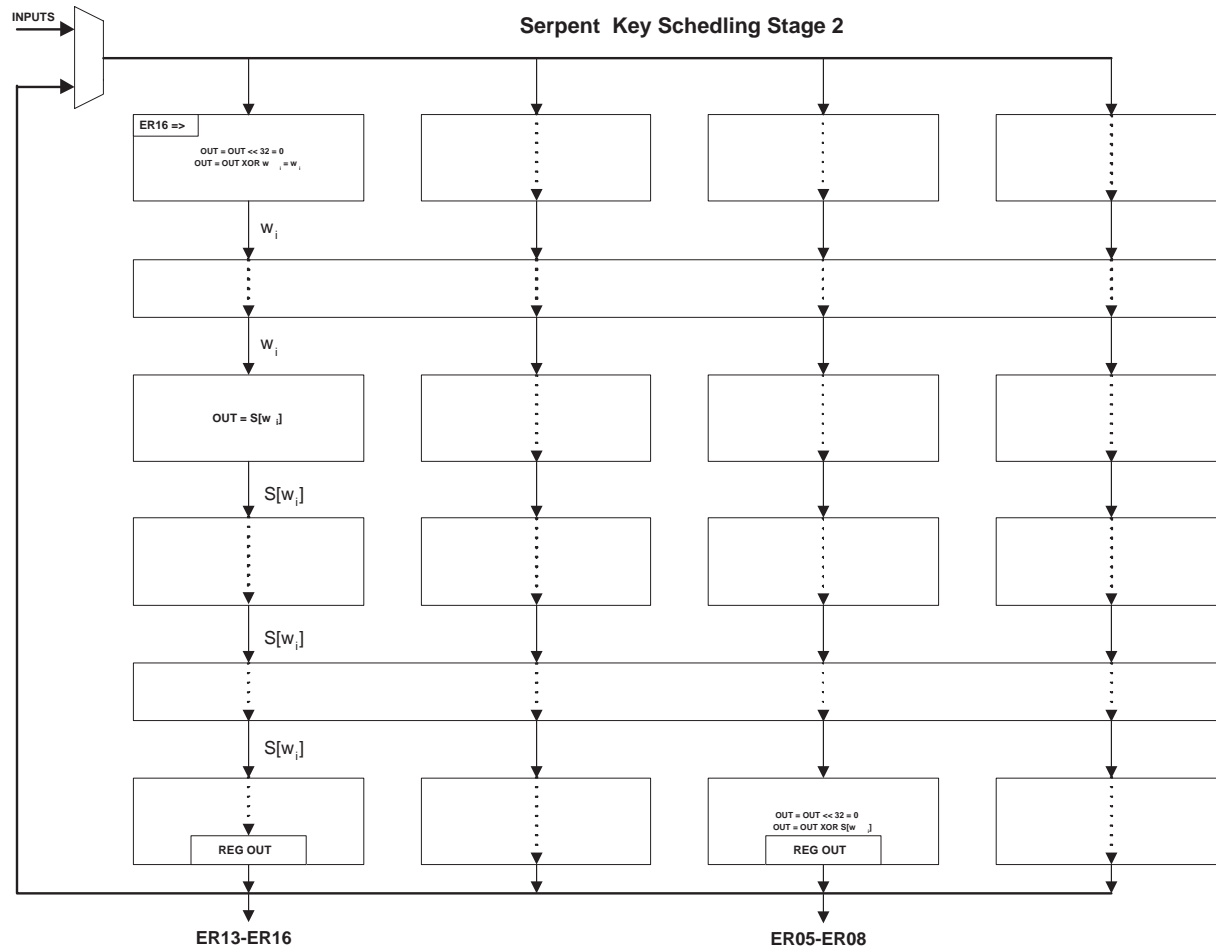 INPUTS
Serpent Key Schedling Stage 2
ER16 =>
OUT = OUT << 32 = 0
OUT = OUT XOR w i = w i
w i
w i
OUT = S[w i]
S[w i]
S[w i]
S[w i]
OUT = OUT << 32 = 0
OUT = OUT XOR S[w i]
REG OUT
REG OUT
ER13-ER16
ER05-ER08